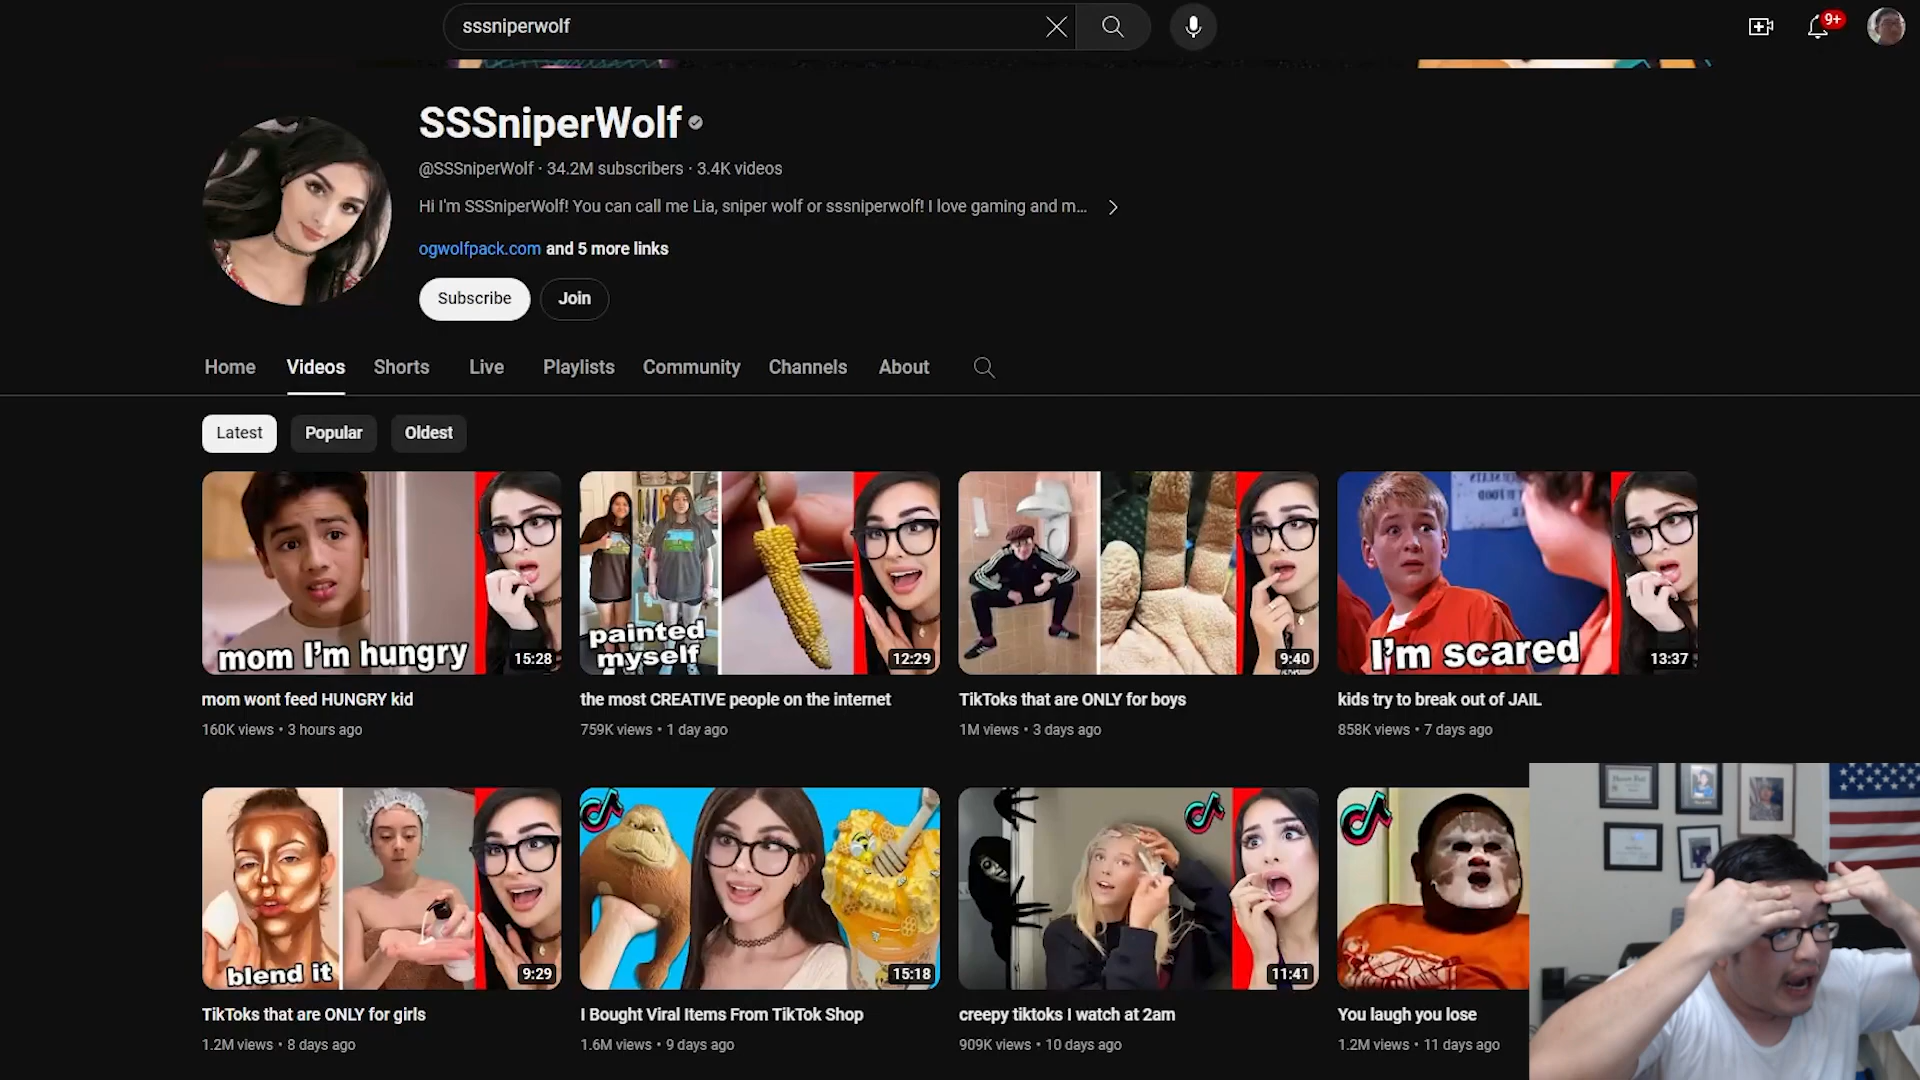 sssniperwolf
9+
SSSniperWolf
@SSSniperWolf · 34.2M subscribers · 3.4K videos
Hi I'm SSSniperWolf! You can call me Lia, sniper wolf or sssniperwolf! I love gaming and m...
ogwolfpack.com and 5 more links
Subscribe
Join
Home
Videos
Shorts
Live
Playlists
Community
Channels
About
Latest
Popular
Oldest
mom I'm hungry
15:28
painted
myself
12:29
9:40
I'm scared
13:37
mom wont feed HUNGRY kid
160K views • 3 hours ago
the most CREATIVE people on the internet
759K views • 1 day ago
TikToks that are ONLY for boys
1M views • 3 days ago
kids try to break out of JAIL
858K views • 7 days ago
blend it
9:29
15:18
11:41
TikToks that are ONLY for girls
1.2M views • 8 days ago
I Bought Viral Items From TikTok Shop
1.6M views • 9 days ago
creepy tiktoks I watch at 2am
909K views • 10 days ago
You laugh you lose
1.2M views • 11 days ago